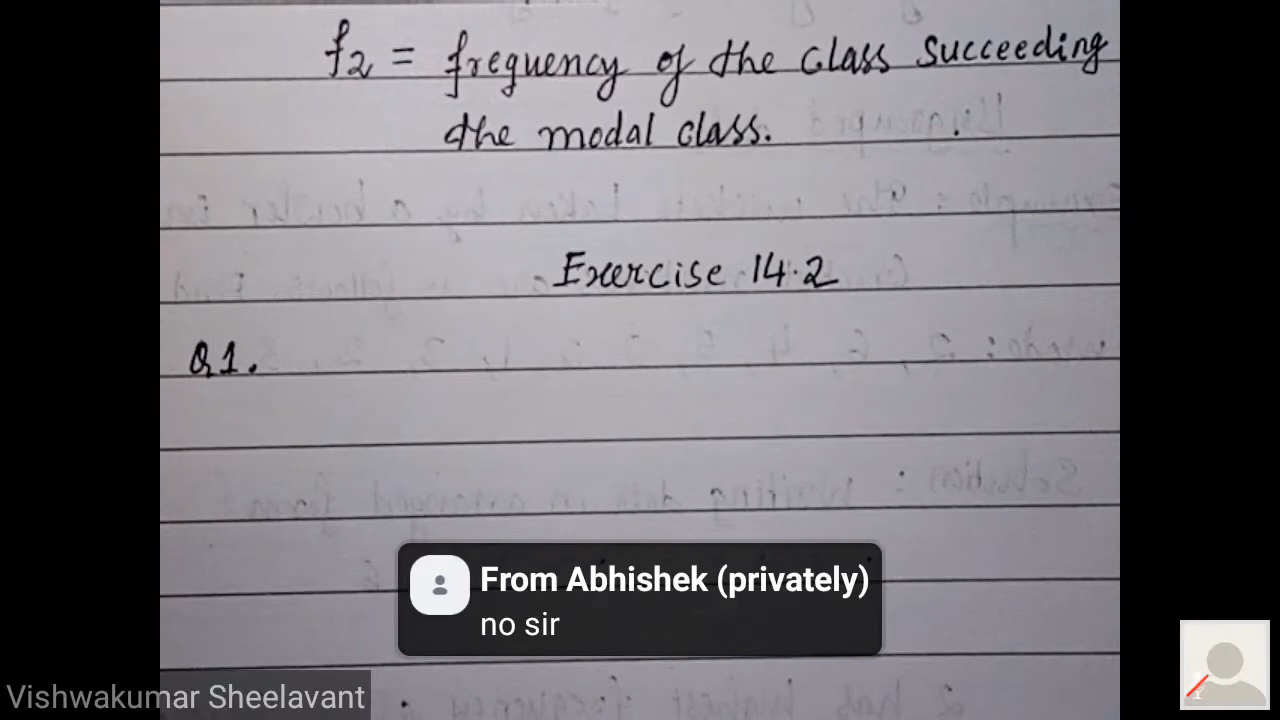 f2 = frequency of the class succeeding
the modal class.
Exercise 14.2
Q1.
From Abhishek (privately)
no sir
Vishwakumar Sheelavant